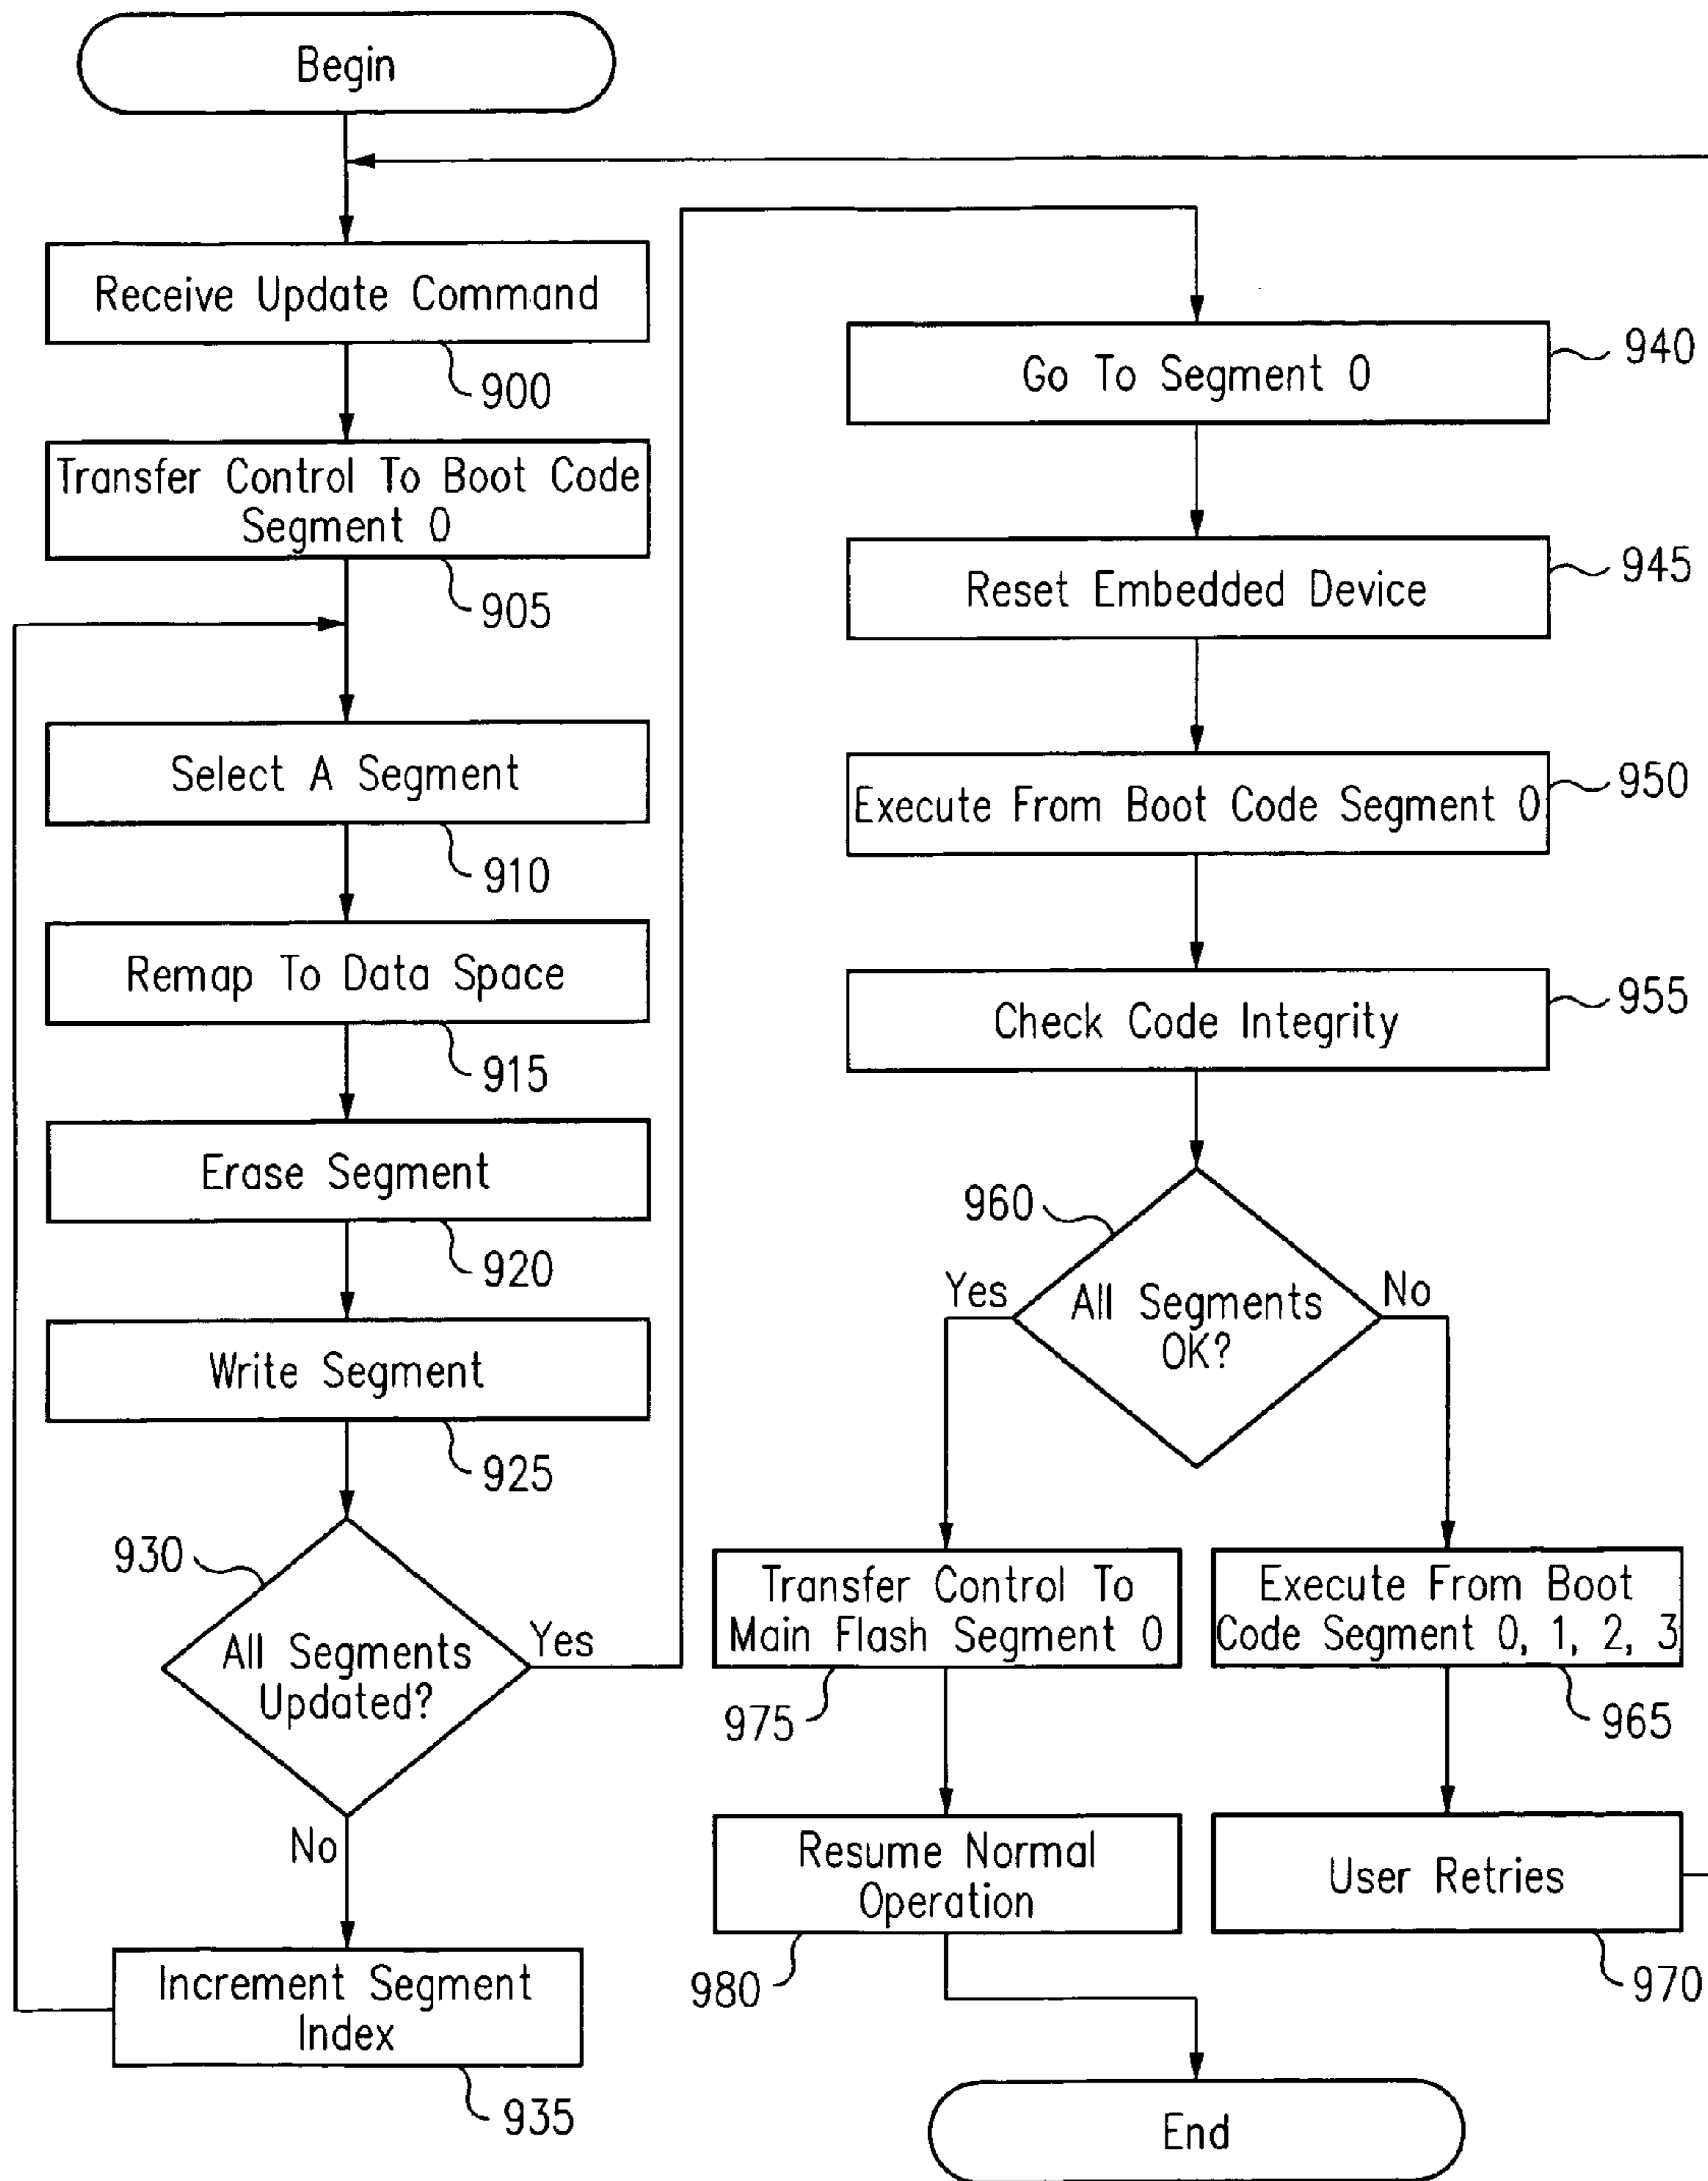 Begin
Receive Update Command
900
Transfer Control To Boot Code
Segment 0
905
Select A Segment
910
Remap To Data Space
915
Erase Segment
920
Write Segment
925
930
All Segments
Updated?
Yes
No
Increment Segment
Index
935
Go To Segment 0
940
Reset Embedded Device
945
Execute From Boot Code Segment 0
950
Check Code Integrity
955
960
Yes
All Segments
OK?
No
Transfer Control To
Main Flash Segment 0
975
Execute From Boot
Code Segment 0, 1, 2, 3
965
Resume Normal
Operation
980
User Retries
970
End